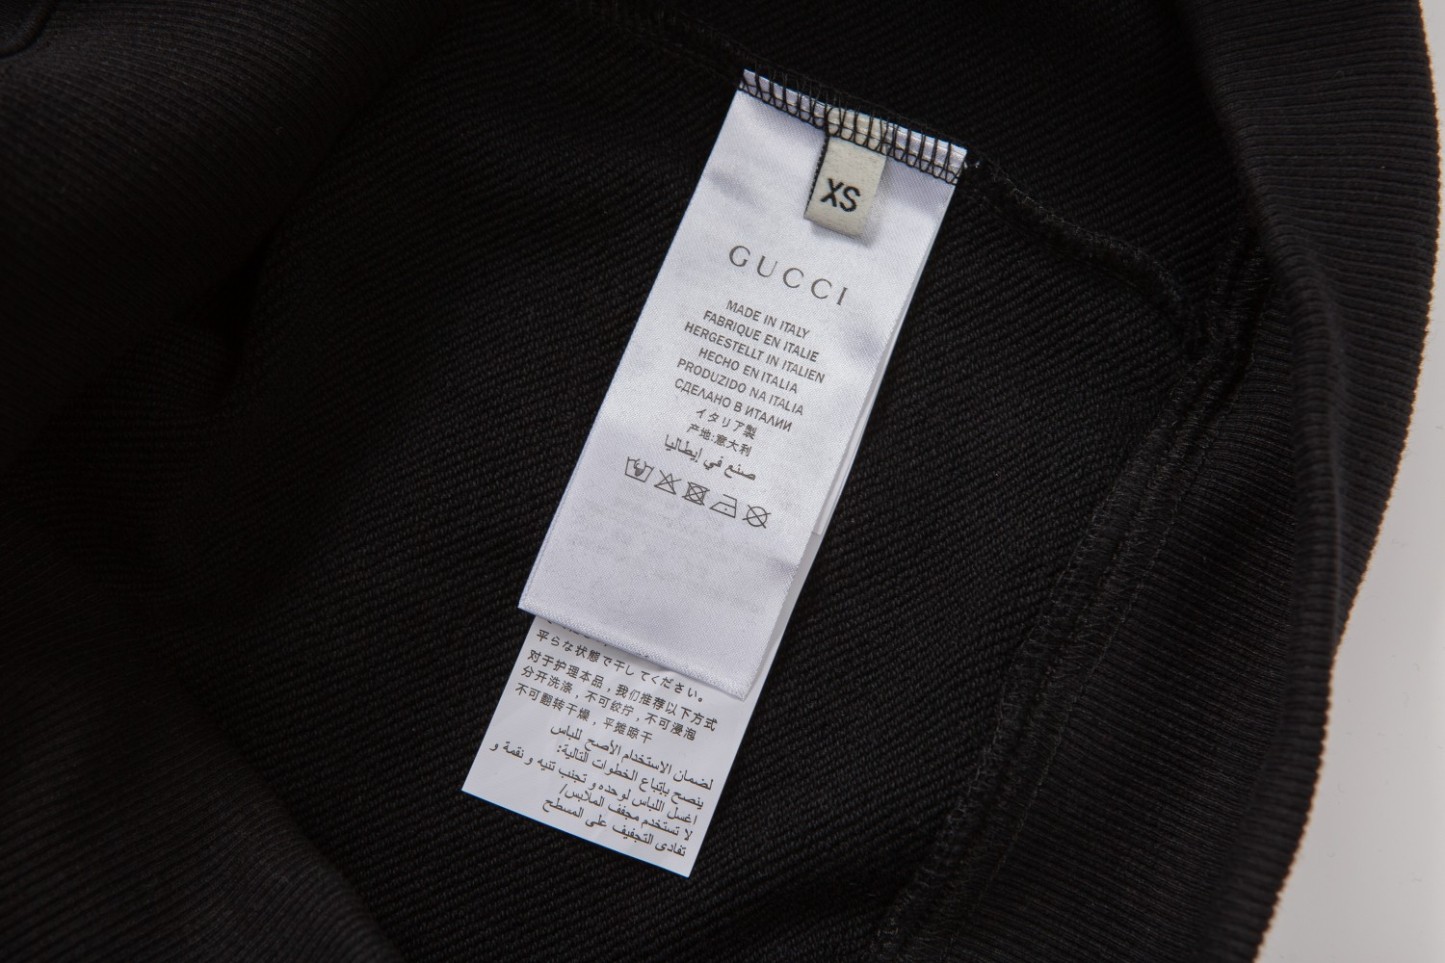 XS
GUCCI
MADE IN ITALY
FABRIQUE EN ITALIE
HERGESTELLT IN ITALIEN
HECHO EN ITALIA
PRODUZIDO NA ITALIA
СДЕЛАНО В ИТАЛИИ
イタリア製
产地:意大利
صنع في إيطاليا
平らな状態で干してください。
对于护理本品，我们推荐以下方式
分开洗涤，不可绞拧，不可浸泡
不可翻转干燥，平摊晾干
لضمان الاستخدام الأصح للباس
ينصح بإتباع الخطوات التالية:
اغسل اللباس لوحده و تجنب تنيه و نقمة و
لا تستخدم مجفف الملابس/
تفادى التجفيف على المسطح